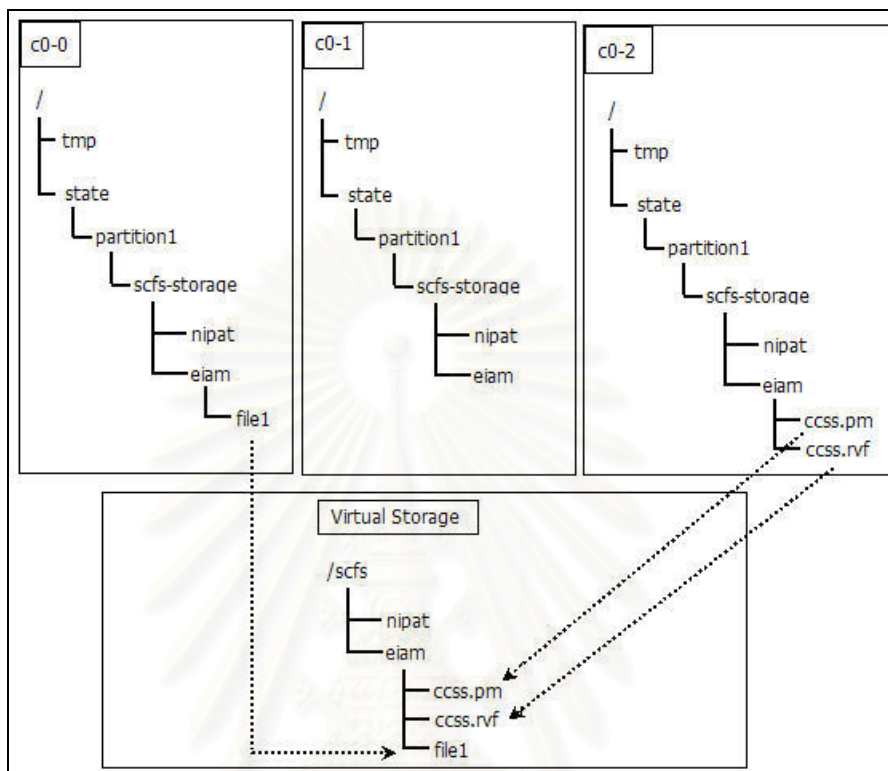 c0-0
/
tmp
state
partition1
scfs-storage
nipat
eiam
file1
c0-1
/
tmp
state
partition1
scfs-storage
nipat
eiam
c0-2
/
tmp
state
partition1
scfs-storage
nipat
eiam
ccss.pm
ccss.rvf
Virtual Storage
/scfs
nipat
eiam
ccss.pm
ccss.rvf
file1